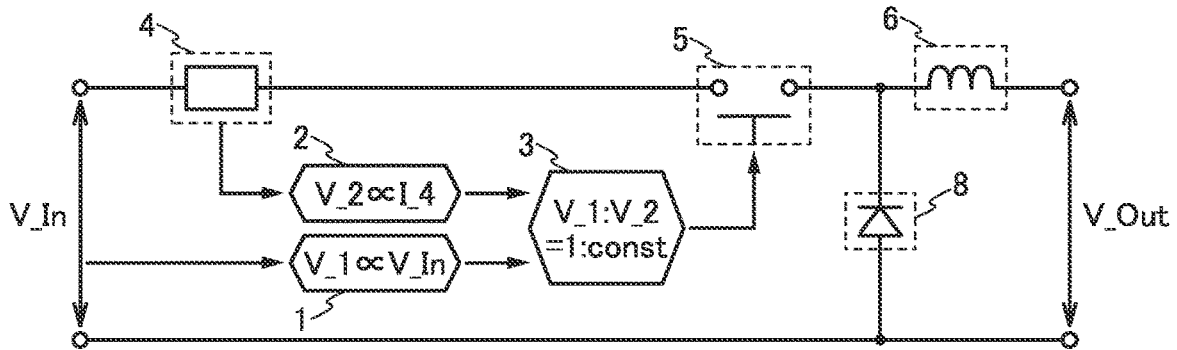 4
5
6
2
V_2∝I_4
3
V_1:V_2
=1:const
V_In
V_1∝V_In
1
8
V_Out